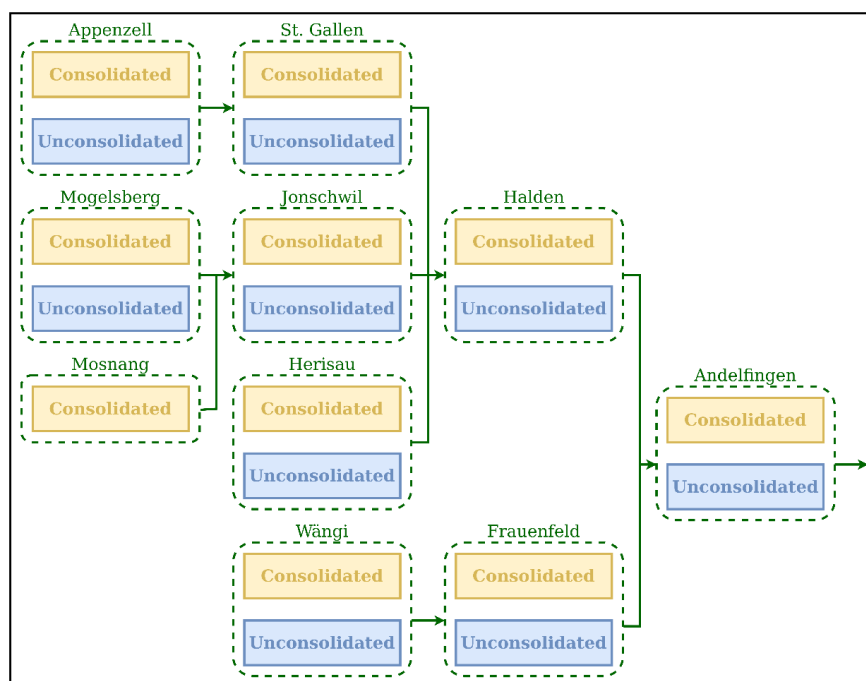 Appenzell
Consolidated
Unconsolidated
St. Gallen
Consolidated
Unconsolidated
Mogelsberg
Consolidated
Unconsolidated
Jonschwil
Consolidated
Unconsolidated
Halden
Consolidated
Unconsolidated
Mosnang
Consolidated
Herisau
Consolidated
Unconsolidated
Andelfingen
Consolidated
Unconsolidated
Wängi
Consolidated
Unconsolidated
Frauenfeld
Consolidated
Unconsolidated